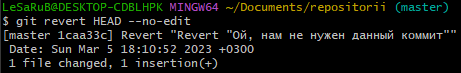 LeSaRuB@DESKTOP-CDBLHPK MINGW64 ~/Documents/repositorii (master)
$ git revert HEAD --no-edit
[master 1caa33c] Revert "Revert "Ой, нам не нужен данный коммит""
 Date: Sun Mar 5 18:10:52 2023 +0300
 1 file changed, 1 insertion(+)